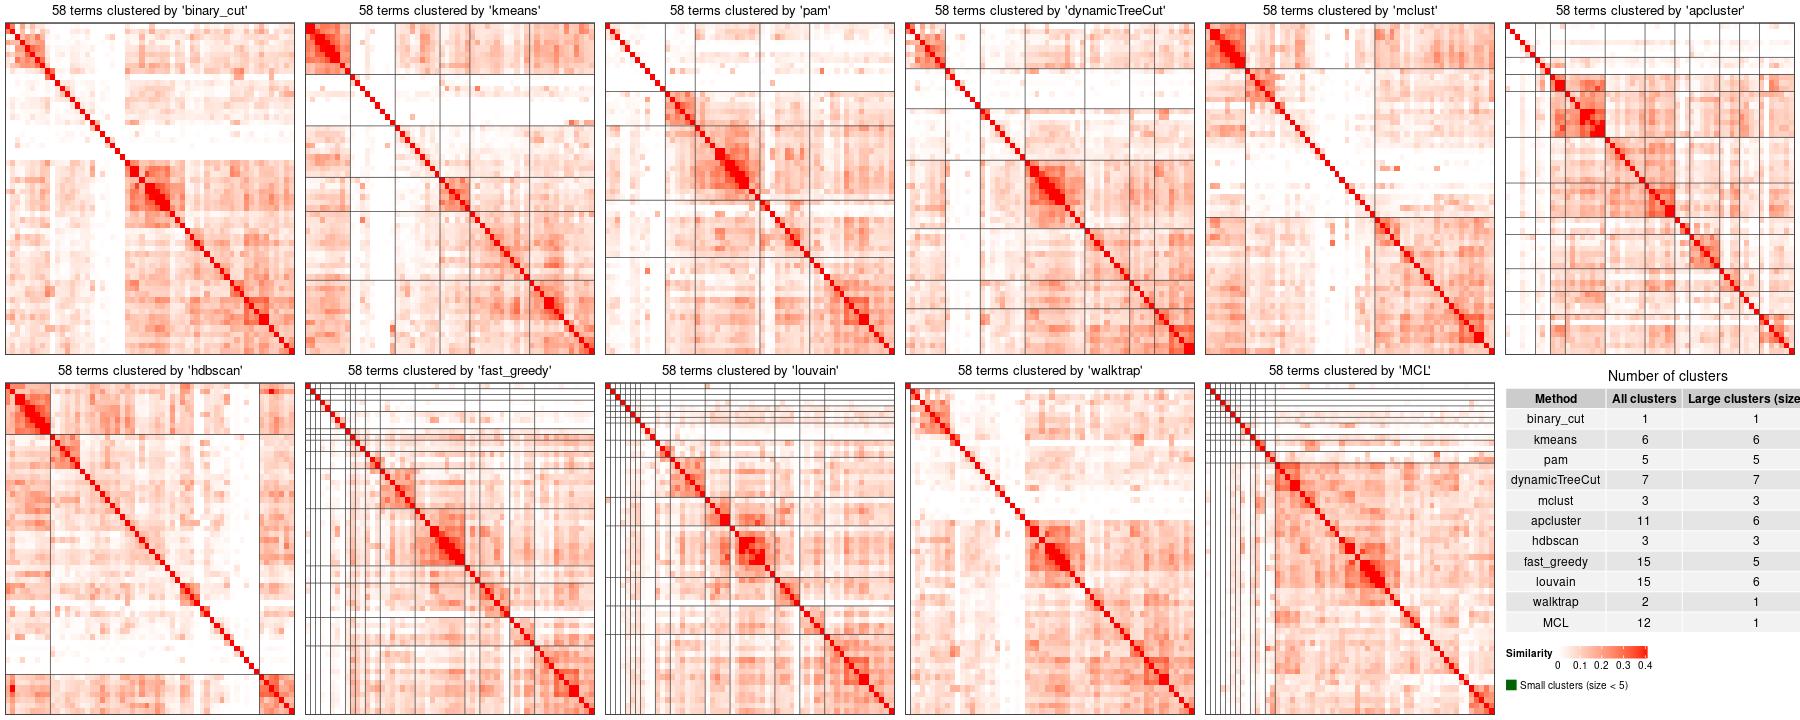 58 terms clustered by 'binary_cut'
58 terms clustered by 'kmeans'
58 terms clustered by 'pam'
58 terms clustered by 'dynamicTreeCut'
58 terms clustered by 'mclust'
58 terms clustered by 'apcluster'
58 terms clustered by 'hdbscan'
58 terms clustered by 'fast_greedy'
58 terms clustered by 'louvain'
58 terms clustered by 'walktrap'
58 terms clustered by 'MCL'
Number of clusters
Method All clusters Large clusters (size
binary_cut 1 1
kmeans 6 6
pam 5 5
dynamicTreeCut 7 7
mclust 3 3
apcluster 11 6
hdbscan 3 3
fast_greedy 15 5
louvain 15 6
walktrap 2 1
MCL 12 1
Similarity
0 0.1 0.2 0.3 0.4
Small clusters (size < 5)